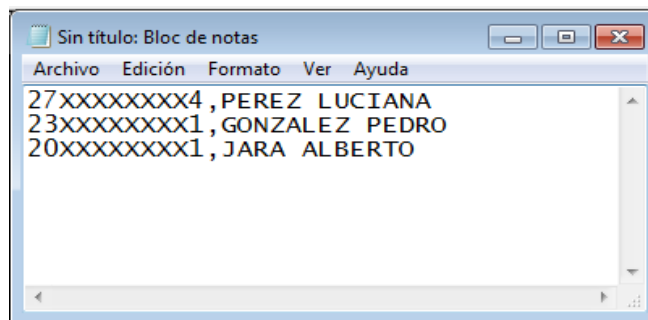 Sin título: Bloc de notas
Archivo Edición Formato Ver Ayuda
27XXXXXXXX4,PEREZ LUCIANA
23XXXXXXXX1,GONZALEZ PEDRO
20XXXXXXXX1,JARA ALBERTO